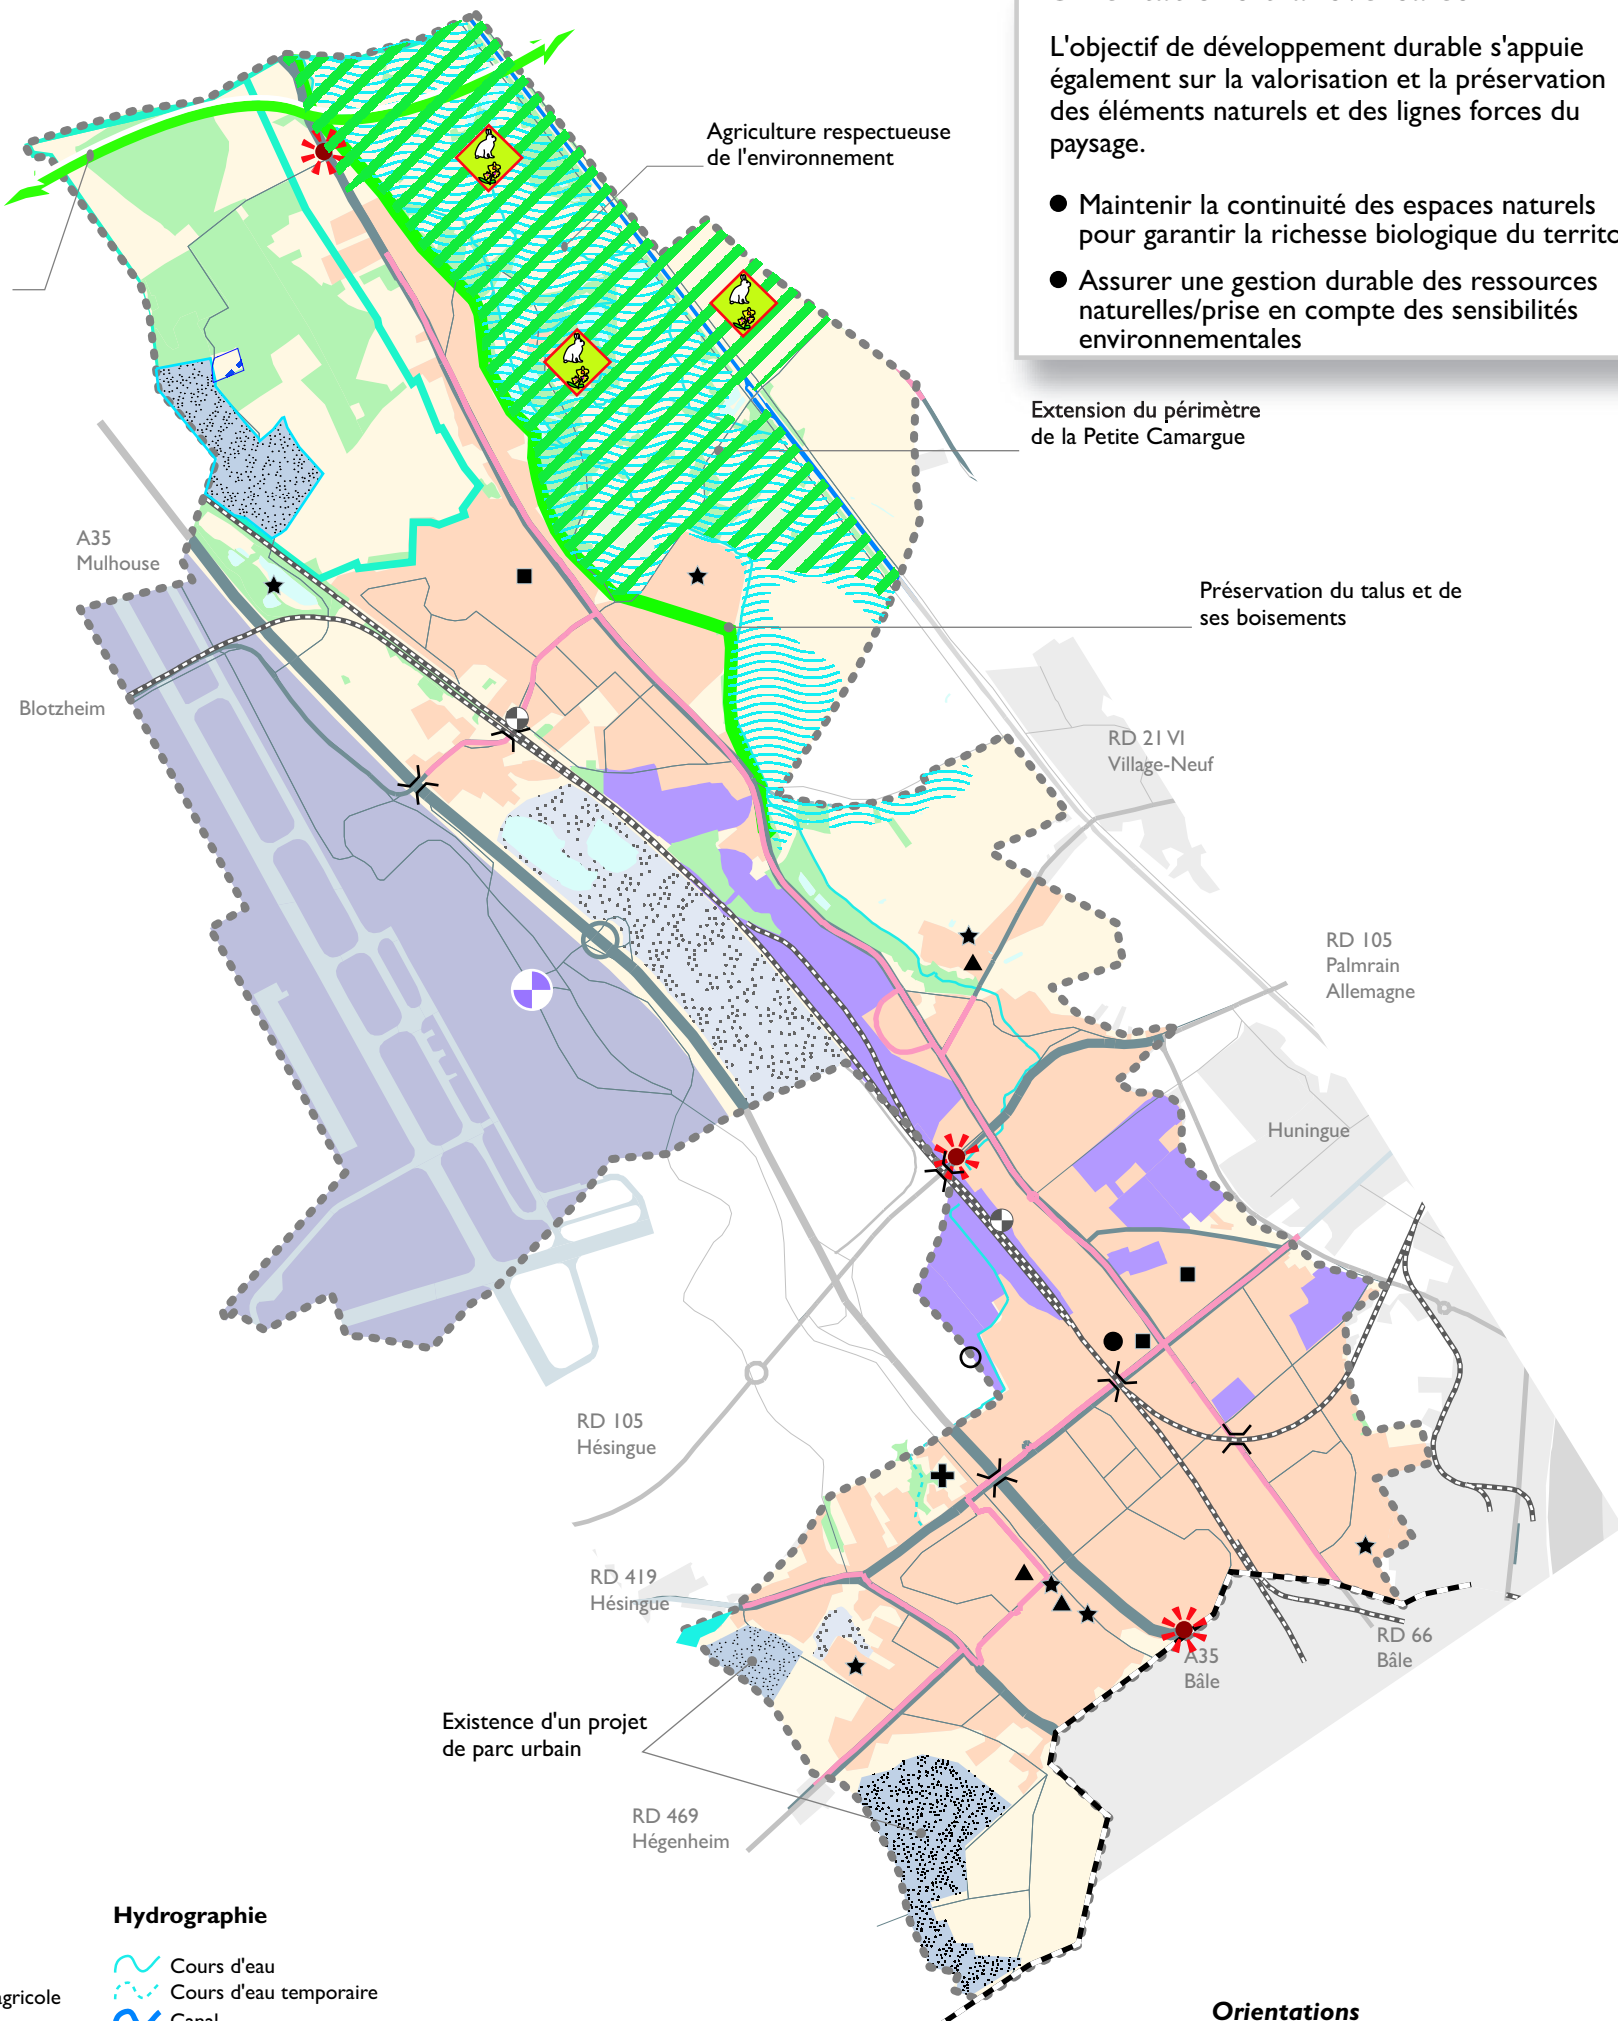 L'objectif de développement durable s'appuie
également sur la valorisation et la préservation
des éléments naturels et des lignes forces du
paysage.
● Maintenir la continuité des espaces naturels
pour garantir la richesse biologique du
● Assurer une gestion durable des ressources
naturelles/prise en compte des sensibilités
environnementales
Agriculture respectueuse
de l'environnement
Extension du périmètre
de la Petite Camargue
A35
Mulhouse
Préservation du talus et de
ses boisements
Blotzheim
RD 21 VI
Village-Neuf
RD 105
Palmrain
Allemagne
Huningue
RD 105
Hésingue
RD 419
Hésingue
RD 66
Bâle
A35
Bâle
Existence d'un projet
de parc urbain
RD 469
Hégenheim
Hydrographie
Cours d'eau
Cours d'eau temporaire
Canal
Orientations